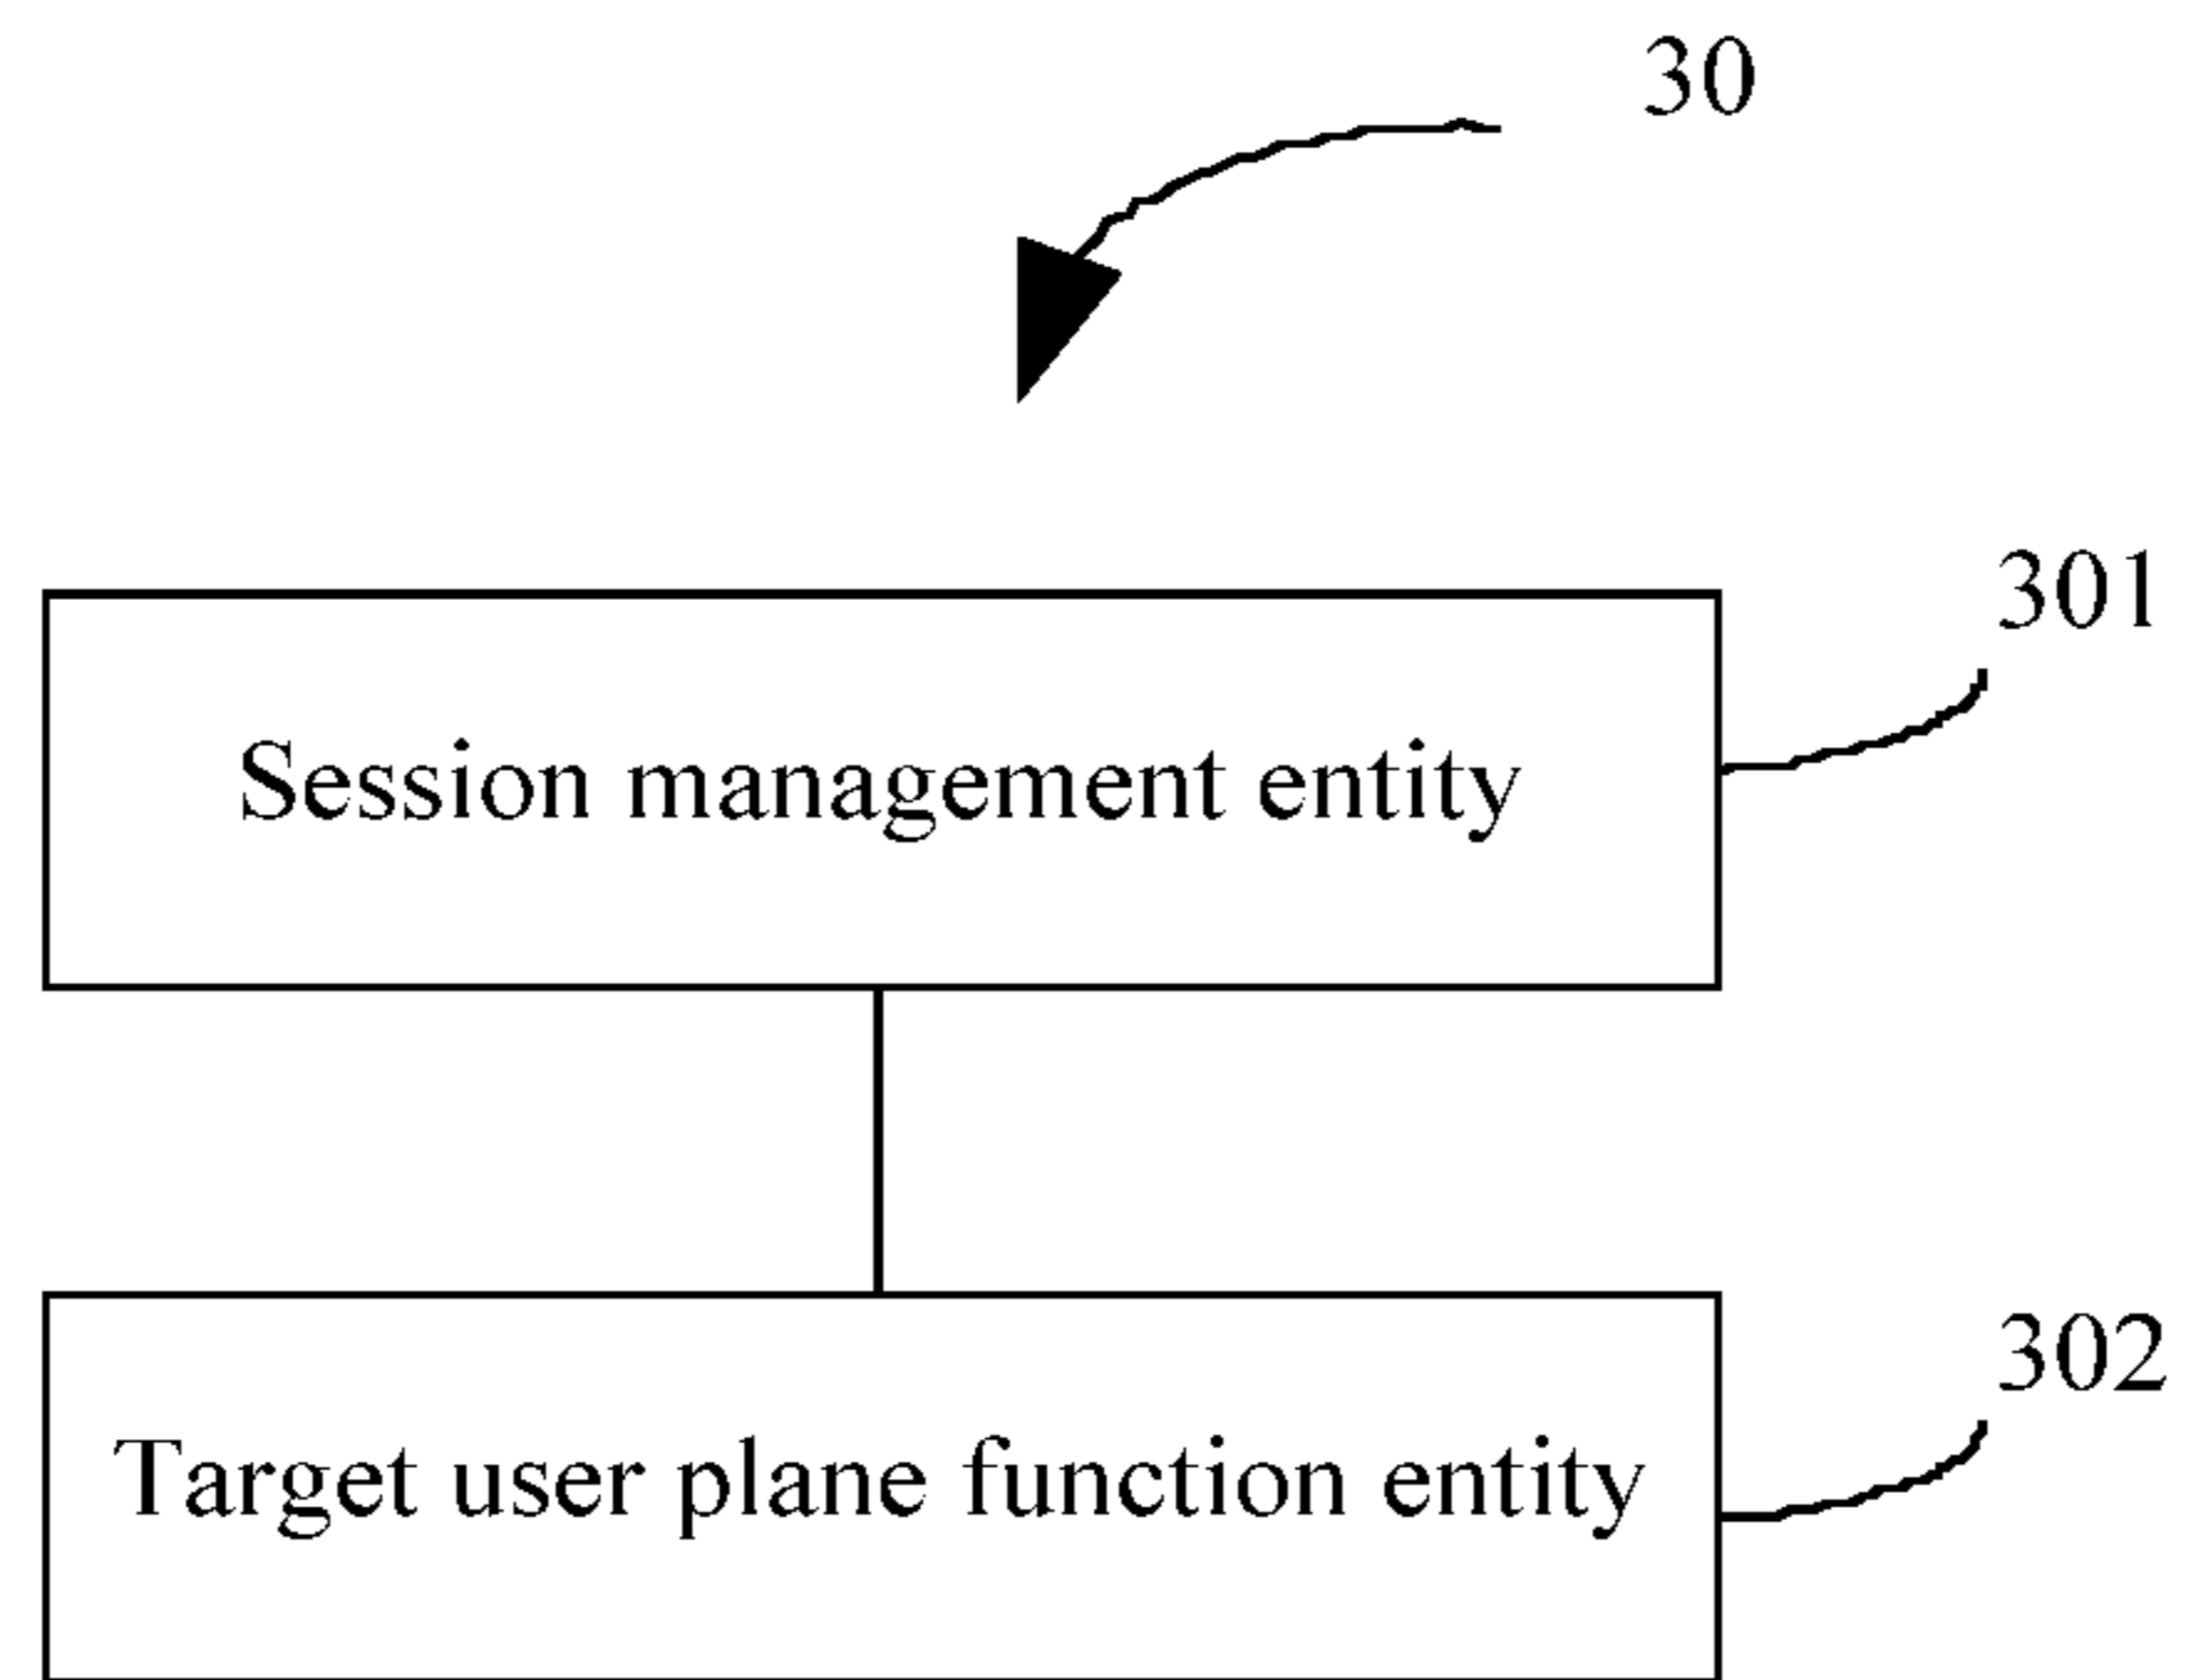 30
301
Session management entity
302
Target user plane function entity